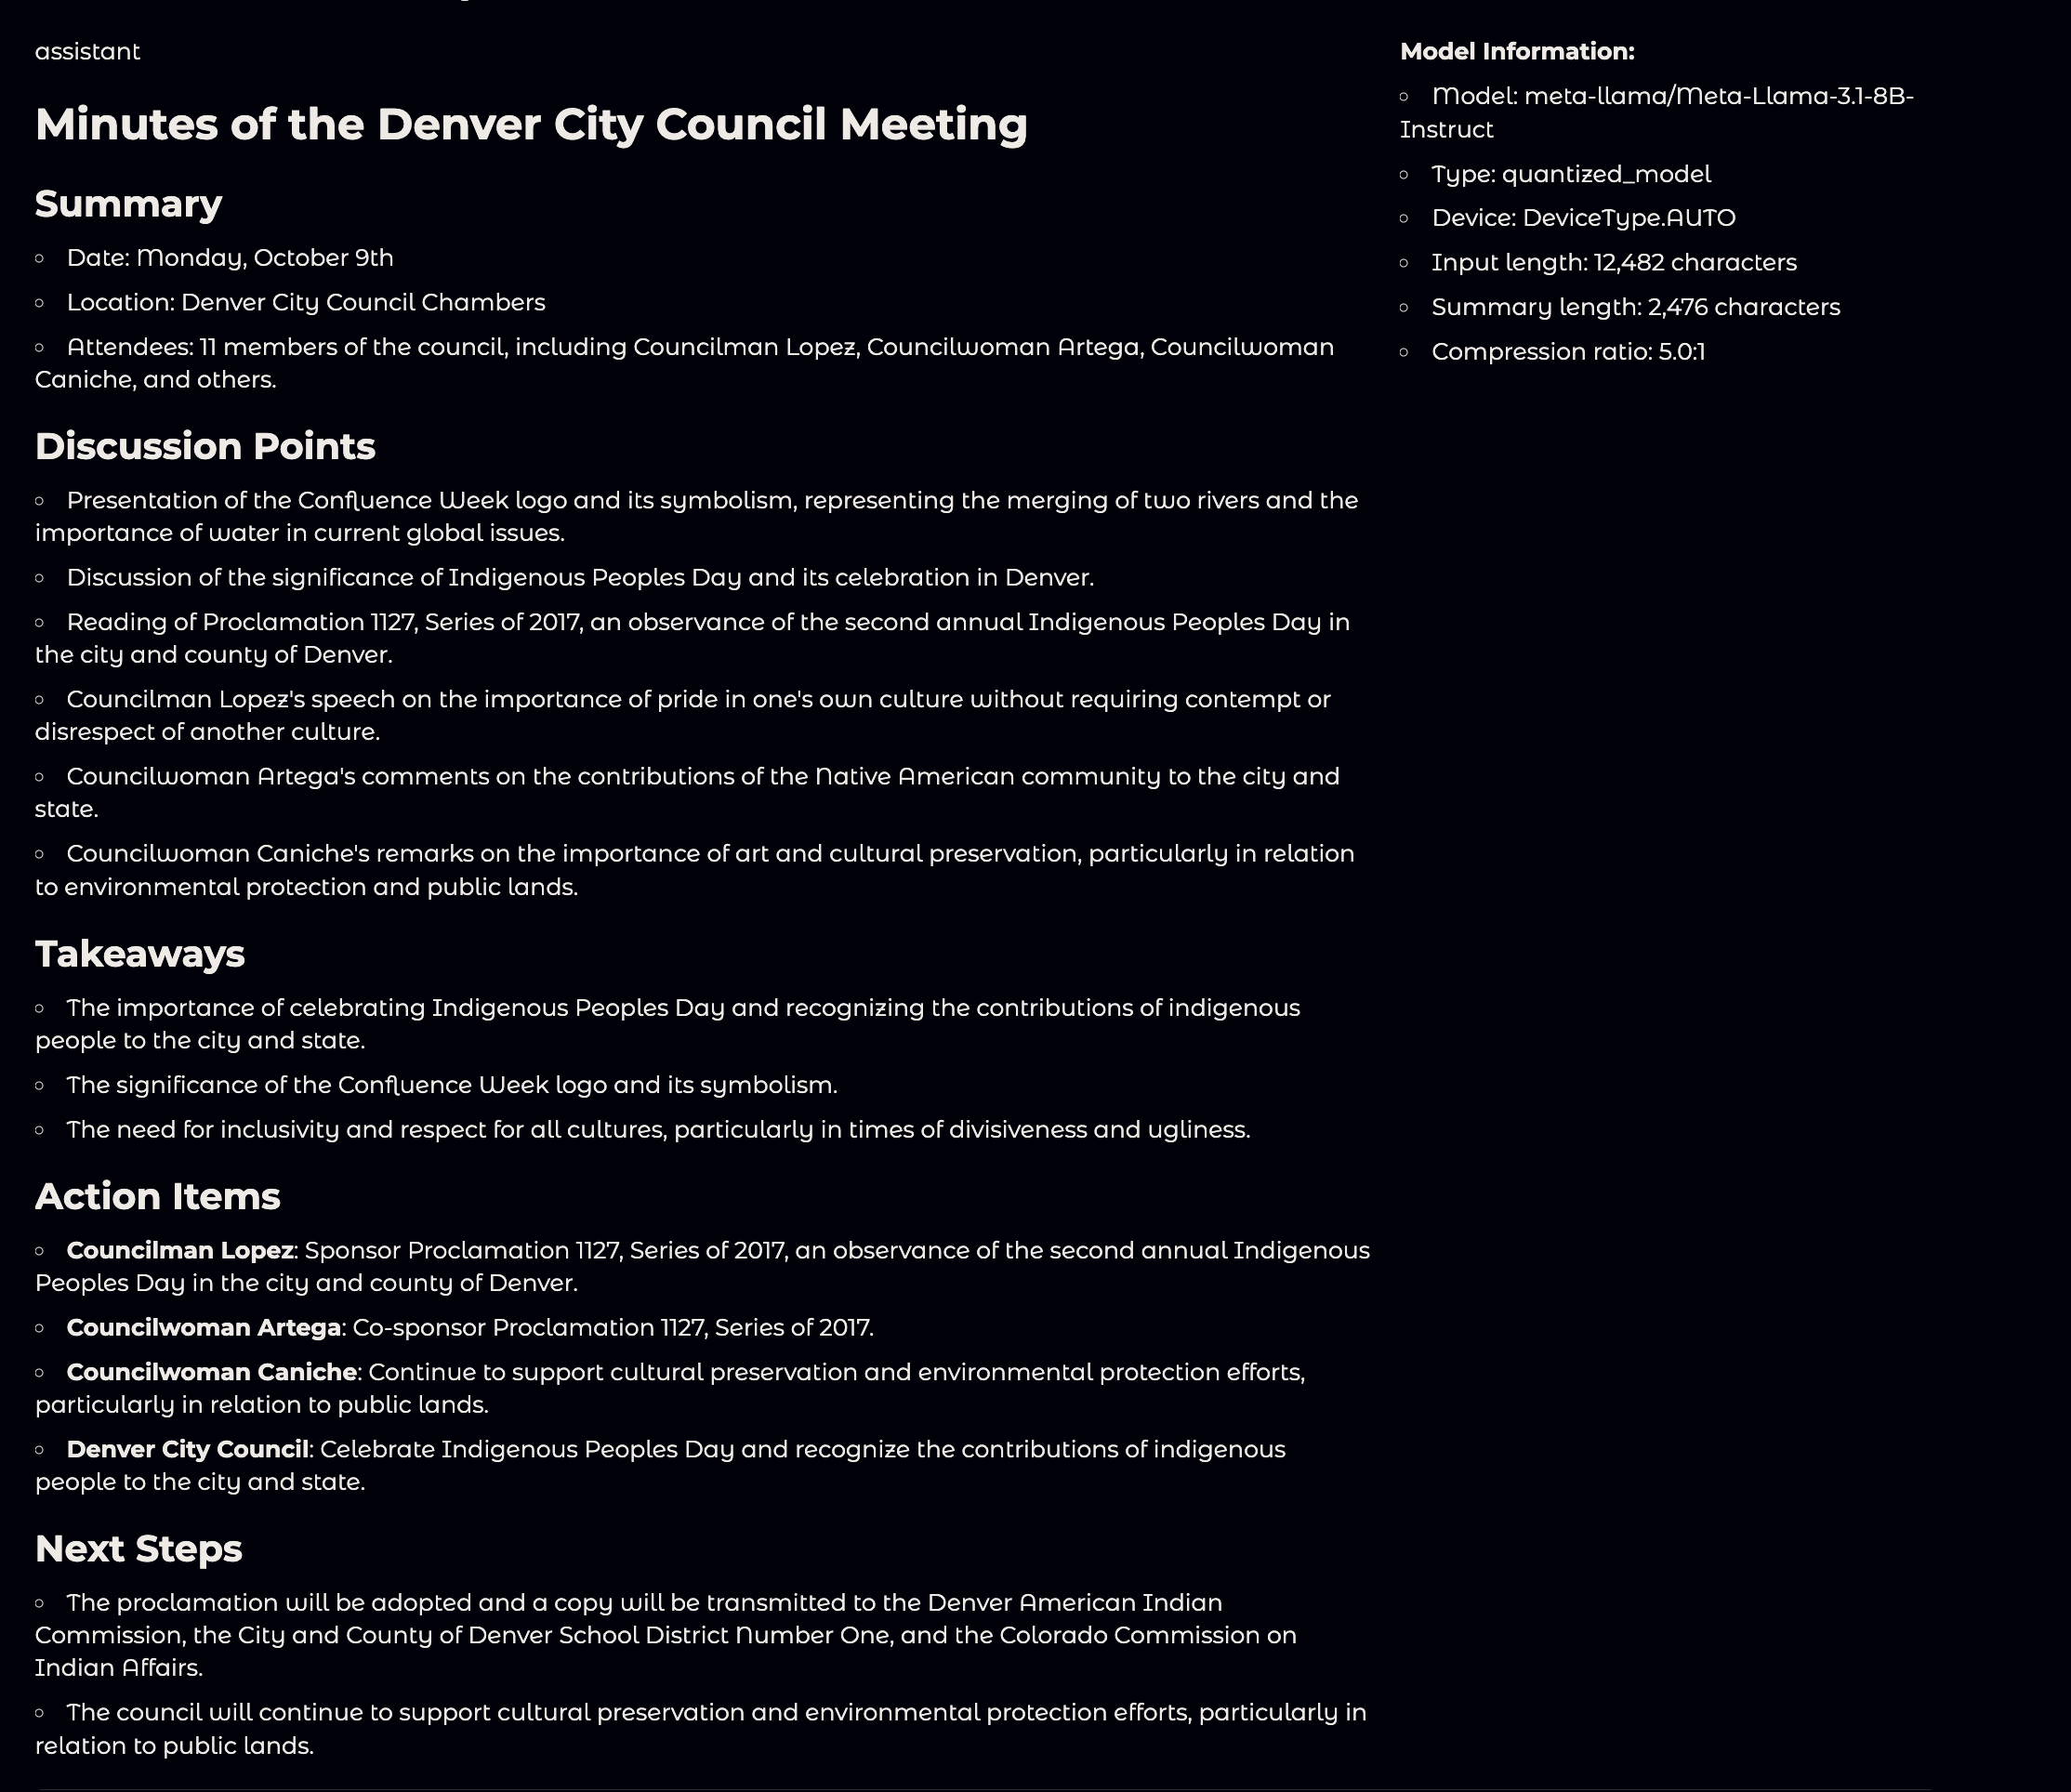 assistant
Minutes of the Denver City Council Meeting
Summary
Date: Monday, October 9th
Location: Denver City Council Chambers
Attendees: 11 members of the council, including Councilman Lopez, Councilwoman Artega, Councilwoman
Caniche, and others.
Discussion Points
Presentation of the Confluence Week logo and its symbolism, representing the merging of two rivers and the
importance of water in current global issues.
Discussion of the significance of Indigenous Peoples Day and its celebration in Denver.
Reading of Proclamation 1127, Series of 2017, an observance of the second annual Indigenous Peoples Day in
the city and county of Denver.
Councilman Lopez's speech on the importance of pride in one's own culture without requiring contempt or
disrespect of another culture.
Councilwoman Artega's comments on the contributions of the Native American community to the city and
state.
Councilwoman Caniche's remarks on the importance of art and cultural preservation, particularly in relation
to environmental protection and public lands.
Takeaways
The importance of celebrating Indigenous Peoples Day and recognizing the contributions of indigenous
people to the city and state.
The significance of the Confluence Week logo and its symbolism.
The need for inclusivity and respect for all cultures, particularly in times of divisiveness and ugliness.
Action Items
Councilman Lopez: Sponsor Proclamation 1127, Series of 2017, an observance of the second annual Indigenous
Peoples Day in the city and county of Denver.
Councilwoman Artega: Co-sponsor Proclamation 1127, Series of 2017.
Councilwoman Caniche: Continue to support cultural preservation and environmental protection efforts,
particularly in relation to public lands.
Denver City Council: Celebrate Indigenous Peoples Day and recognize the contributions of indigenous
people to the city and state.
Next Steps
The proclamation will be adopted and a copy will be transmitted to the Denver American Indian
Commission, the City and County of Denver School District Number One, and the Colorado Commission on
Indian Affairs.
The council will continue to support cultural preservation and environmental protection efforts, particularly in
relation to public lands.
Model Information:
Model: meta-llama/Meta-Llama-3.1-8B-
Instruct
Type: quantized_model
Device: DeviceType.AUTO
Input length: 12,482 characters
Summary length: 2,476 characters
Compression ratio: 5.0:1